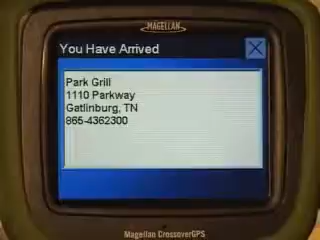 MAGELLAN
You Have Arrived
Park Grill
1110 Parkway
Gatlinburg, TN
865-4362300
Magellan CrossoverGPS